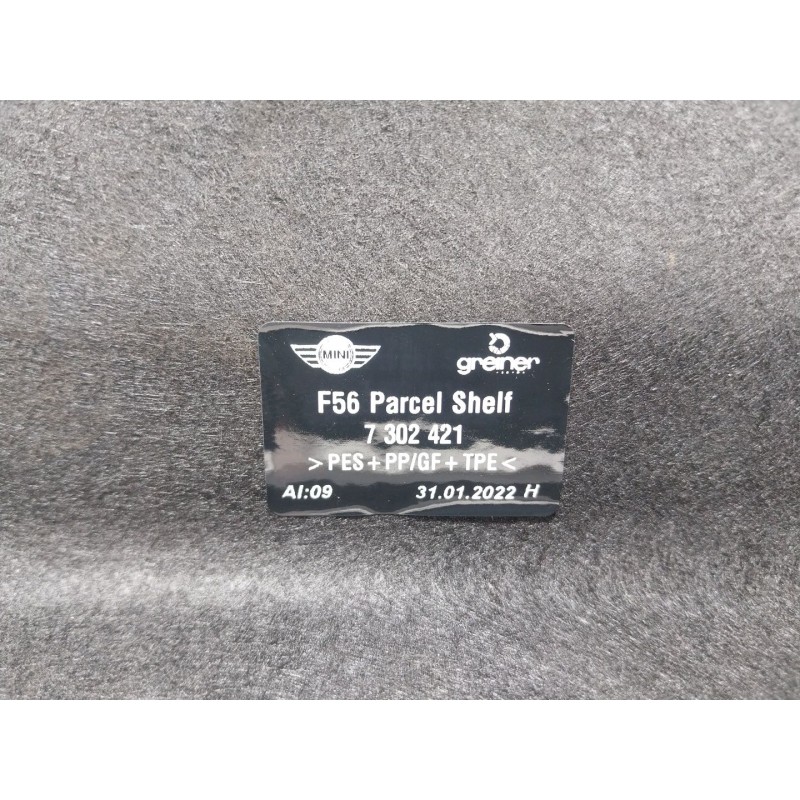 MINI
greiner
F56 Parcel Shelf
7 302 421
>PES+PP/GF+TPE<
AI:09 31.01.2022 H